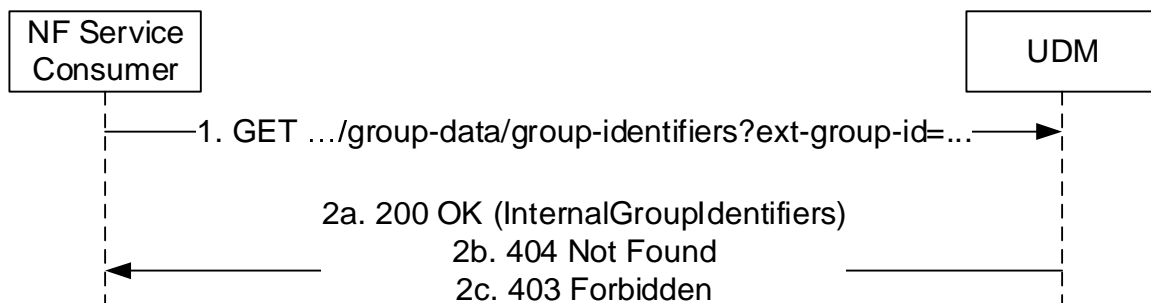 NF Service
Consumer
UDM
1. GET …/group-data/group-identifiers?ext-group-id=...
2a. 200 OK (InternalGroupIdentifiers)
2b. 404 Not Found
2c. 403 Forbidden